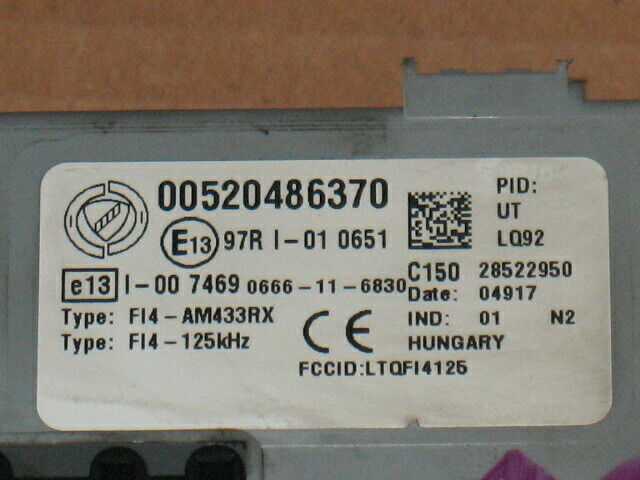 00520486370
PID:
UT
LQ92
E13 97R I-01 0651
e13 I-00 7469 0666-11-6830
C150 28522950
Date: 04917
Type: FI4-AM433RX
IND: 01 N2
Type: FI4-125kHz
CE
HUNGARY
FCCID:LTQFI4125